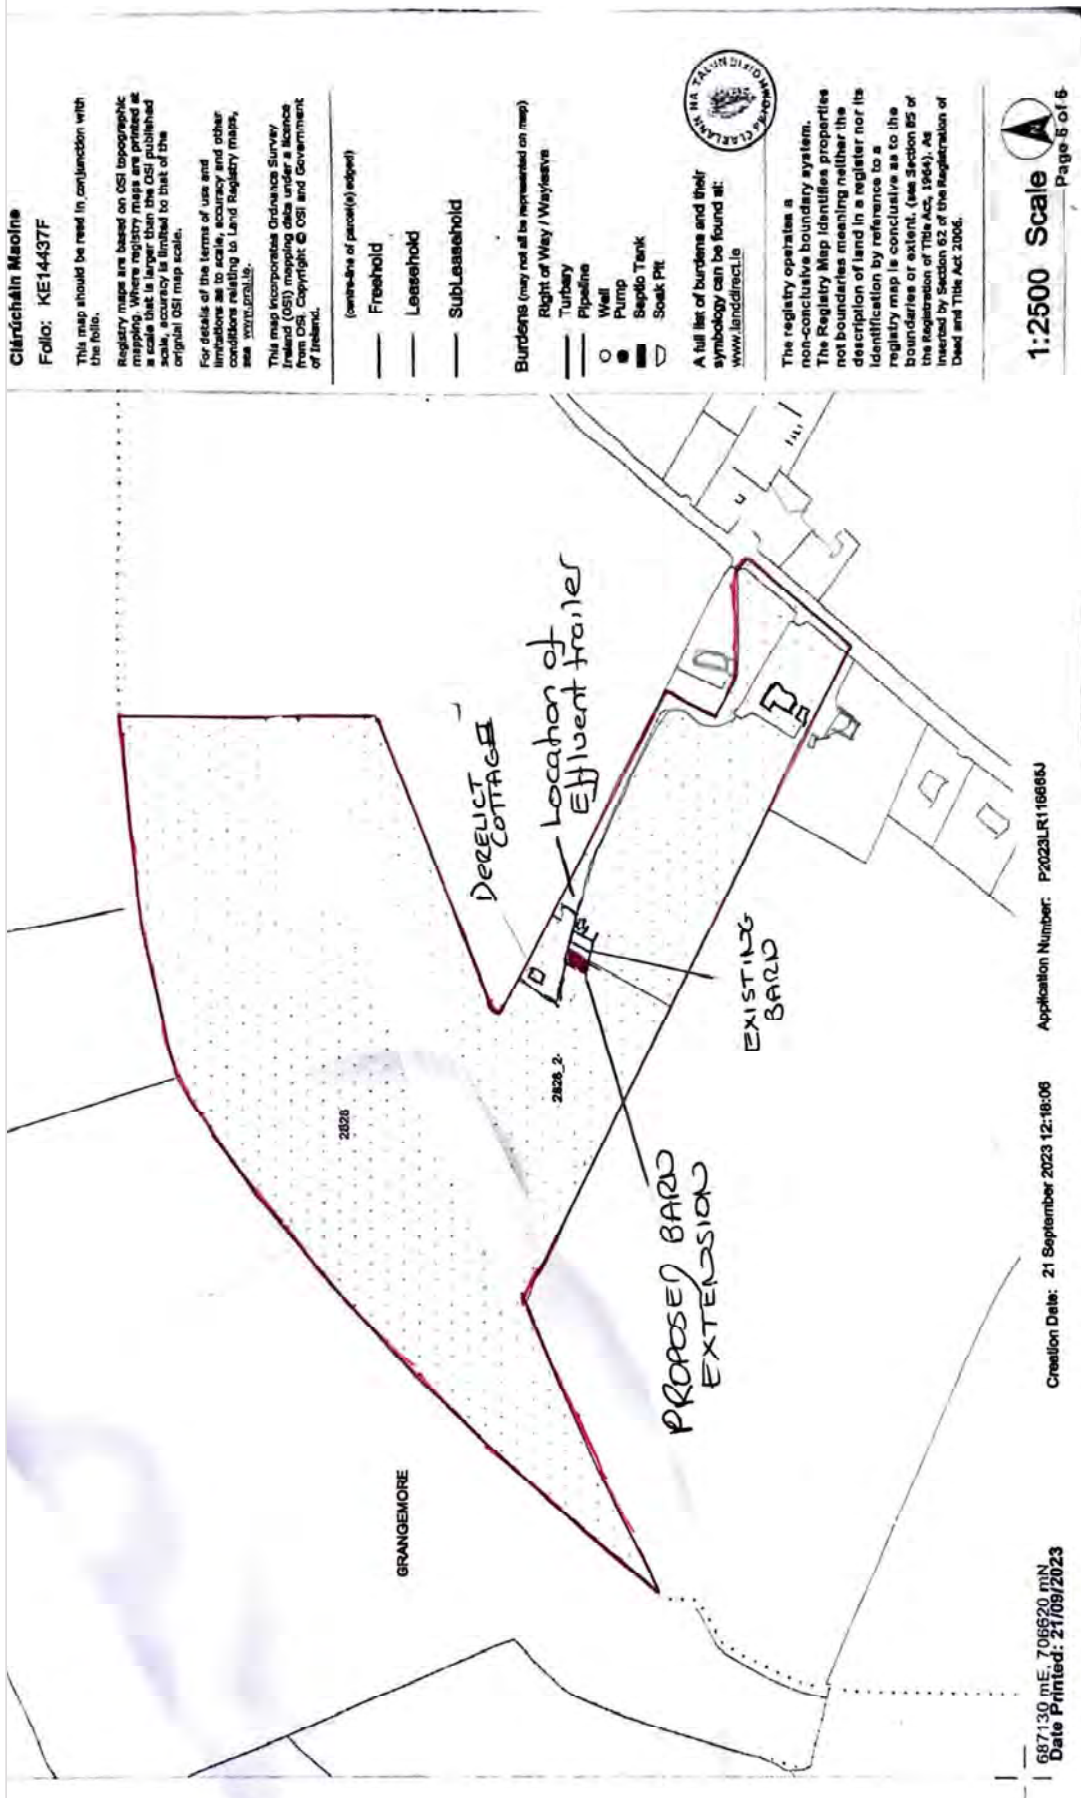 Clárúcháin Maoine
Folio: KE14437F
This map should be read in conjunction with
the folio.
Registry maps are based on OSI topographic
mapping. Where registry maps are printed at
a scale that is larger than the OSI published
scale, accuracy is limited to that of the
original OSI map scale.
For details of the terms of use and
limitations as to scale, accuracy and other
conditions relating to Land Registry maps,
see www.prai.ie.
This map incorporates Ordnance Survey
Ireland (OSI) mapping data under a licence
from OSI. Copyright © OSI and Government
of Ireland.
(centre-line of parcel(s) edged)
Freehold
Leasehold
SubLeasehold
Burdens (may not all be represented on map)
Right of Way / Wayleave
Turbary
Pipeline
Well
Pump
Septic Tank
Soak Pit
A full list of burdens and their
symbology can be found at:
www.landdirect.ie
The registry operates a
non-conclusive boundary system.
The Registry Map identifies properties
not boundaries meaning neither the
description of land in a register nor its
identification by reference to a
registry map is conclusive as to the
boundaries or extent. (see Section 85 of
the Registration of Title Act, 1964). As
inserted by Section 62 of the Registration of
Deed and Title Act 2006.
1:2500 Scale
N
Page 6 of 6
DERELICT
COTTAGE
Location of
Effluent trailer
EXISTING
BARN
PROPOSED BARN
EXTENSION
2828
2828_2
GRANGEMORE
687130 mE, 706620 mN
Date Printed: 21/09/2023
Creation Date: 21 September 2023 12:18:06
Application Number: P2023LR116665J